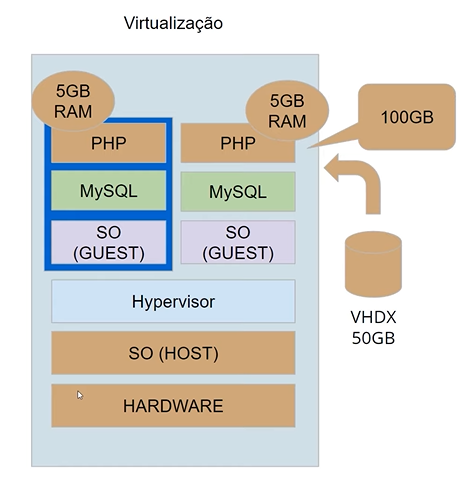 Virtualização
5GB
RAM
5GB
RAM
100GB
PHP
PHP
MySQL
MySQL
SO
(GUEST)
SO
(GUEST)
Hypervisor
VHDX
50GB
SO (HOST)
HARDWARE